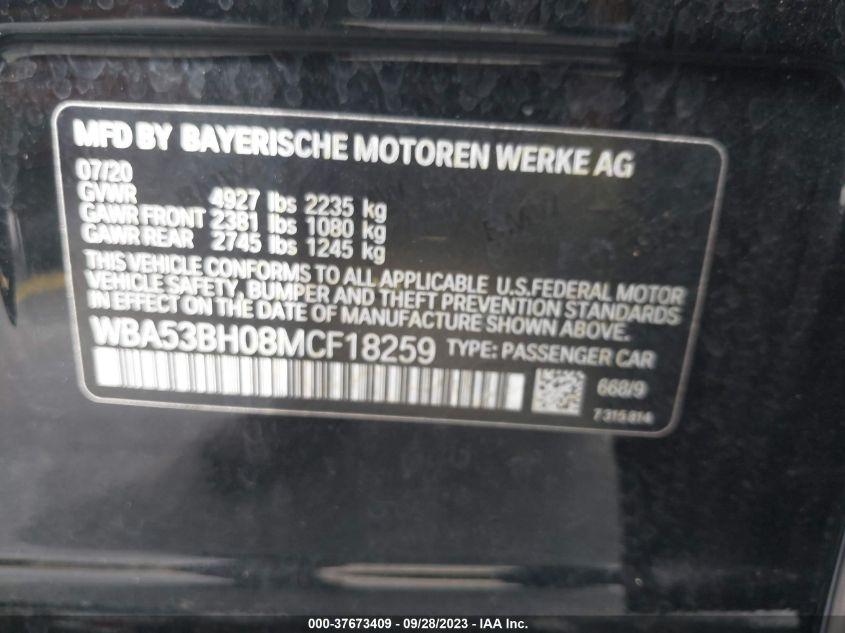 MFD BY BAYERISCHE MOTOREN WERKE AG
07/20
GVWR 4927 lbs 2235 kg
GAWR FRONT 2381 lbs 1080 kg
GAWR REAR 2745 lbs 1245 kg
THIS VEHICLE CONFORMS TO ALL APPLICABLE U.S.FEDERAL MOTOR
VEHICLE SAFETY, BUMPER AND THEFT PREVENTION STANDARDS
IN EFFECT ON THE DATE OF MANUFACTURE SHOWN ABOVE.
WBA53BH08MCF18259 TYPE: PASSENGER CAR
668/9
7315814
000-37673409 - 09/28/2023 - IAA Inc.